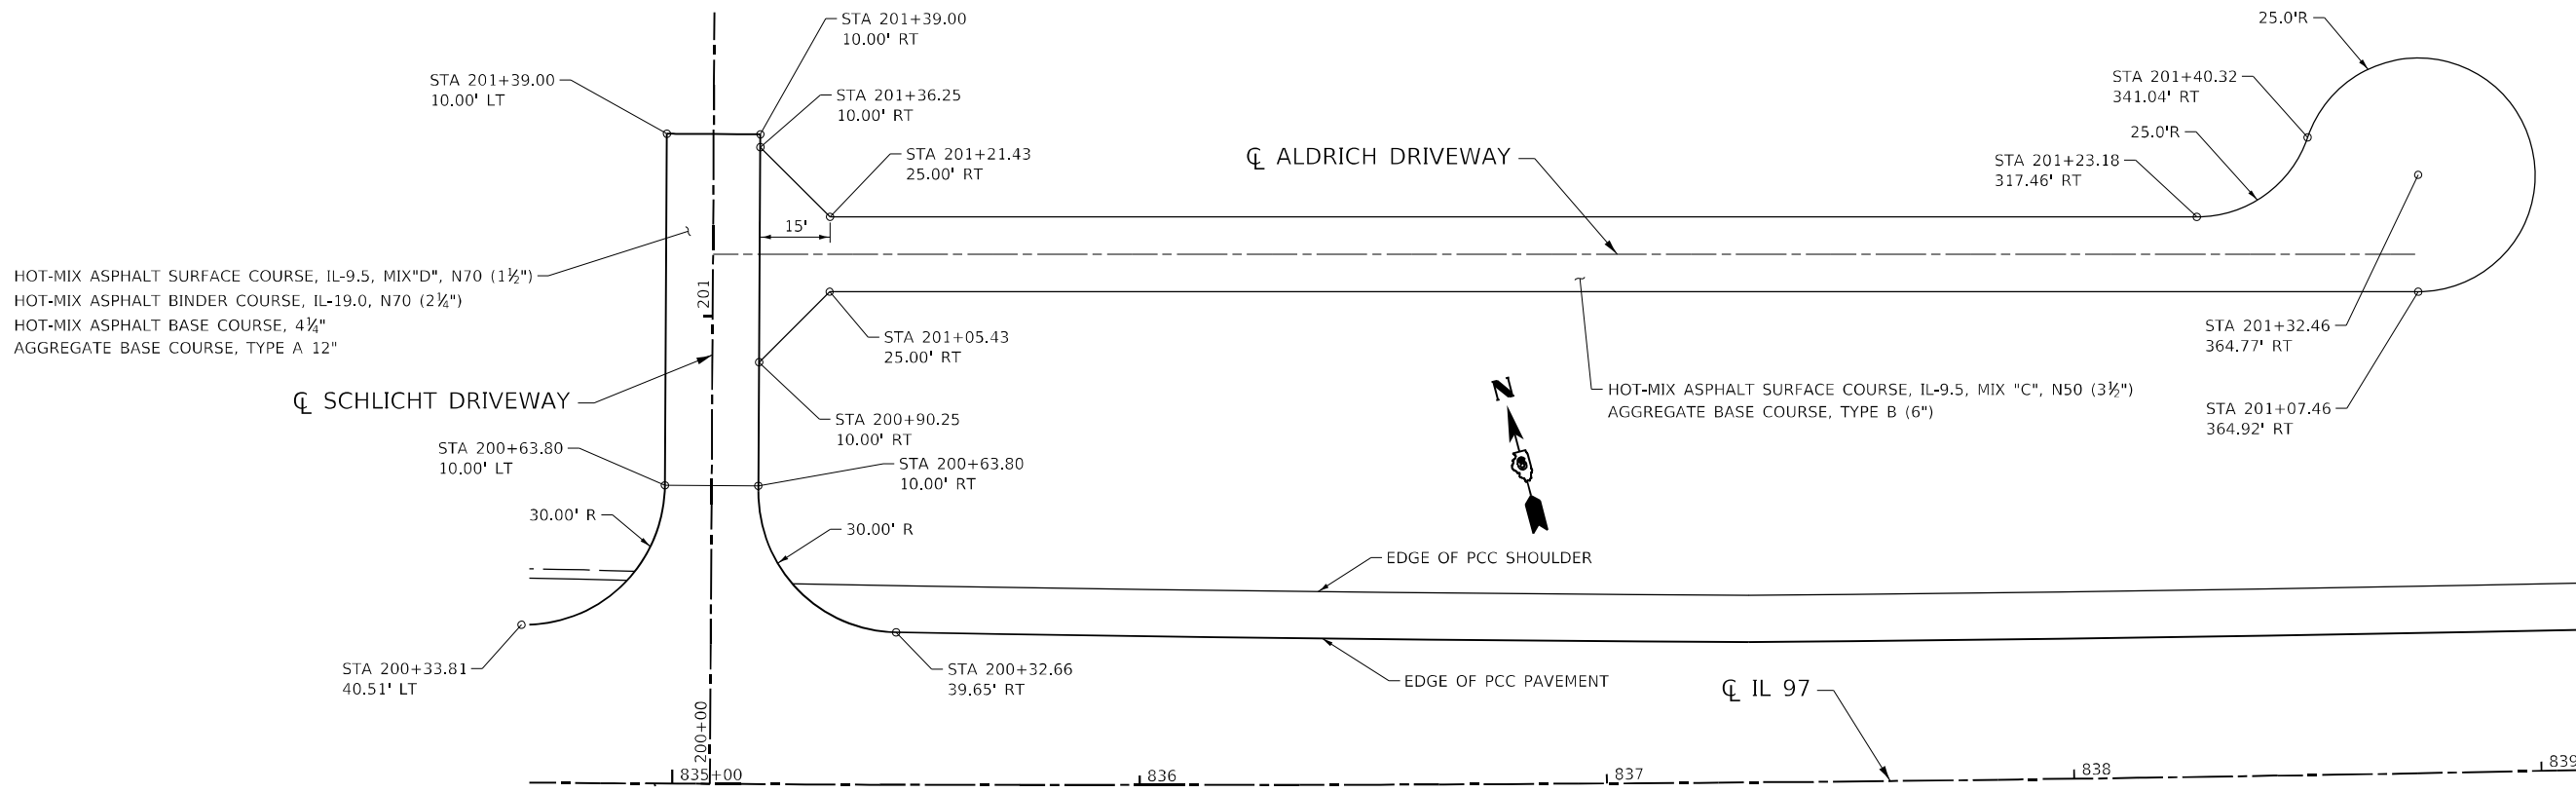 STA 201+39.00
10.00' RT
25.0'R
STA 201+39.00
10.00' LT
STA 201+36.25
10.00' RT
STA 201+40.32
341.04' RT
25.0'R
STA 201+21.43
25.00' RT
℄ ALDRICH DRIVEWAY
STA 201+23.18
317.46' RT
15'
HOT-MIX ASPHALT SURFACE COURSE, IL-9.5, MIX"D", N70 (1½")
HOT-MIX ASPHALT BINDER COURSE, IL-19.0, N70 (2¼")
HOT-MIX ASPHALT BASE COURSE, 4¼"
AGGREGATE BASE COURSE, TYPE A 12"
201
STA 201+05.43
25.00' RT
STA 201+32.46
364.77' RT
℄ SCHLICHT DRIVEWAY
N
HOT-MIX ASPHALT SURFACE COURSE, IL-9.5, MIX "C", N50 (3½")
AGGREGATE BASE COURSE, TYPE B (6")
STA 201+07.46
364.92' RT
STA 200+90.25
10.00' RT
STA 200+63.80
10.00' LT
STA 200+63.80
10.00' RT
30.00' R
30.00' R
EDGE OF PCC SHOULDER
STA 200+33.81
40.51' LT
STA 200+32.66
39.65' RT
EDGE OF PCC PAVEMENT
℄ IL 97
200+00
835+00
836
837
838
839